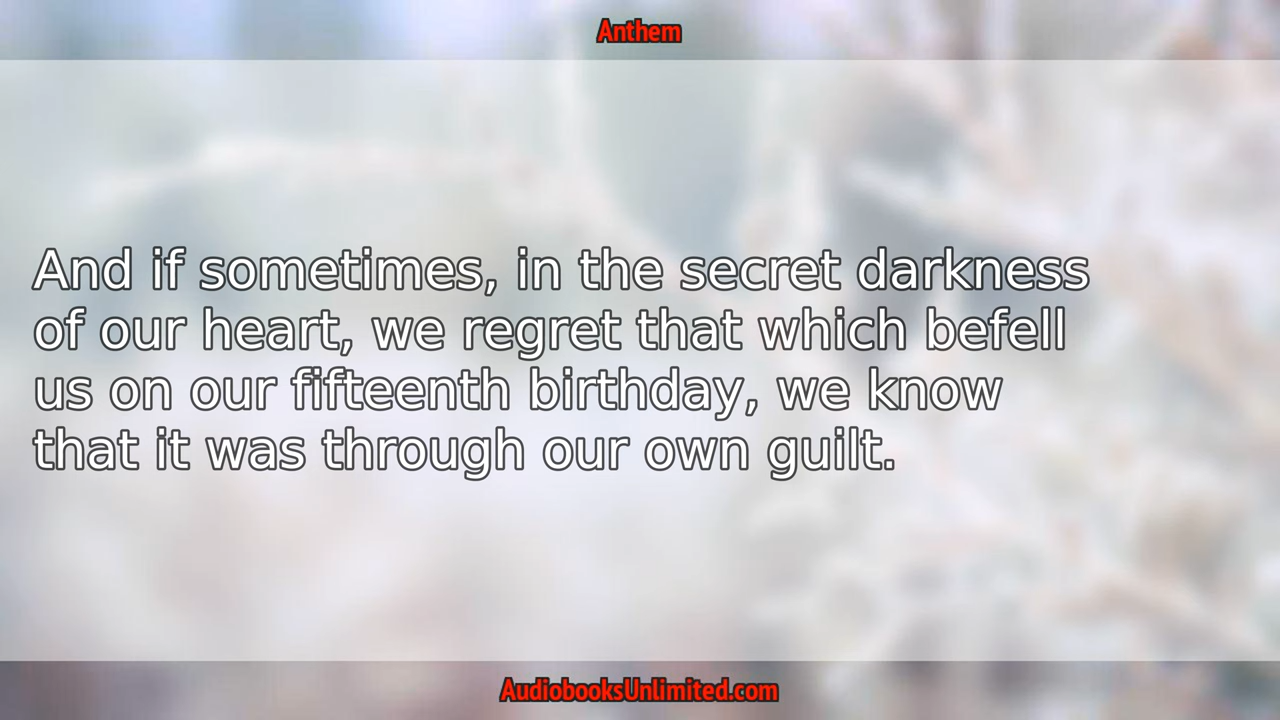 Anthem
And if sometimes, in the secret darkness
of our heart, we regret that which befell
us on our fifteenth birthday, we know
that it was through our own guilt.
AudiobooksUnlimited.com